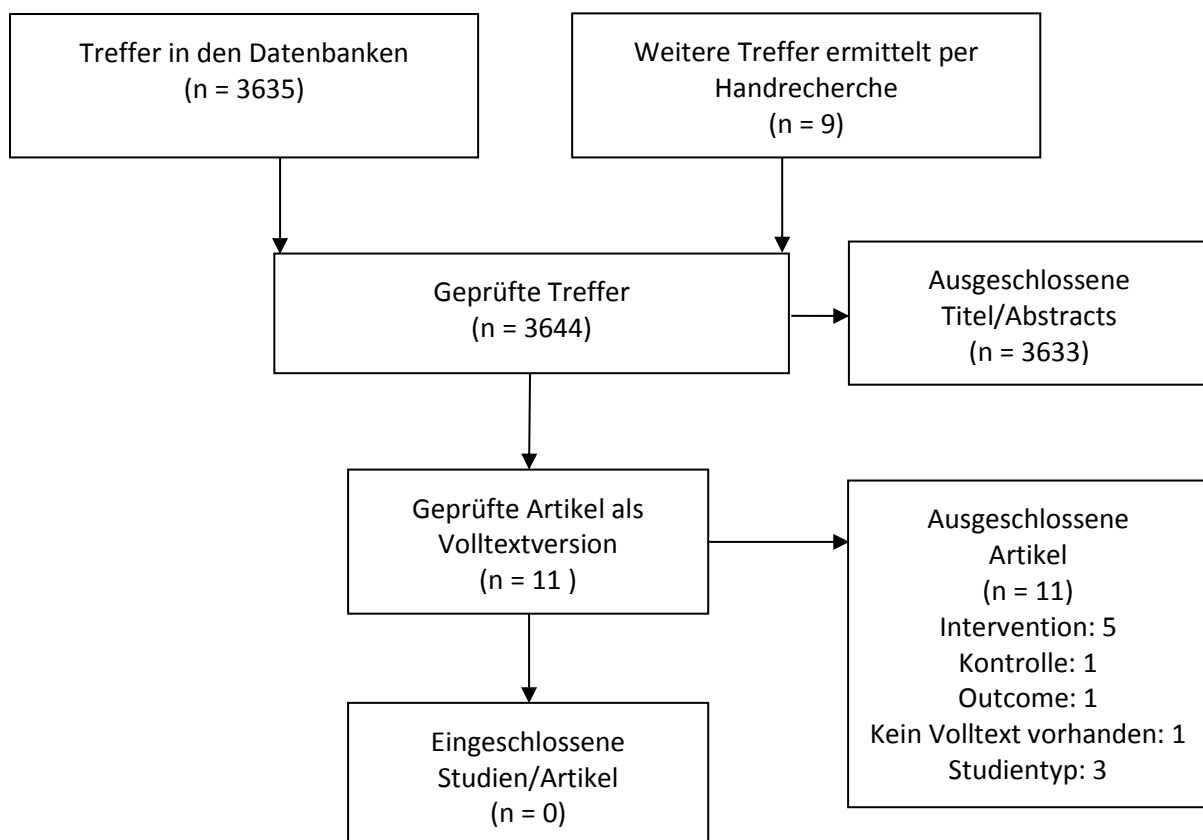 Treffer in den Datenbanken
(n = 3635)
Weitere Treffer ermittelt per
Handrecherche
(n = 9)
Geprüfte Treffer
(n = 3644)
Ausgeschlossene
Titel/Abstracts
(n = 3633)
Geprüfte Artikel als
Volltextversion
(n = 11 )
Ausgeschlossene
Artikel
(n = 11)
Intervention: 5
Kontrolle: 1
Outcome: 1
Kein Volltext vorhanden: 1
Studientyp: 3
Eingeschlossene
Studien/Artikel
(n = 0)